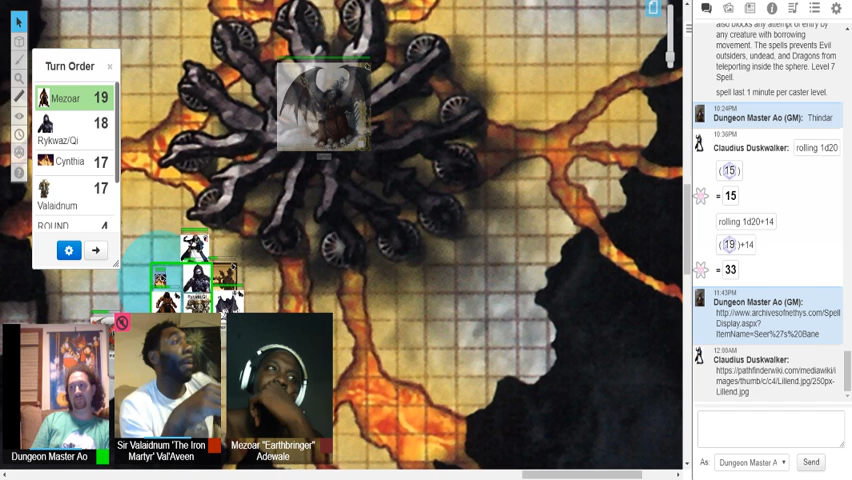 Turn Order
×
Mezoar 19
18
Rykwaz/Qi
Cynthia 17
17
Valaidnum
ROUND 4
Rykwaz/Qi
Dungeon Master Ao
Sir Valaidnum 'The Iron
Martyr' Val'Aveen
Mezoar "Earthbringer"
Adewale
also blocks any attempt of entry by
any creature with borrowing
movement. The spells prevents Evil
outsiders, undead, and Dragons from
teleporting inside the sphere. Level 7
Spell.
spell last 1 minute per caster level.
10:24PM
Dungeon Master Ao (GM): Thindar
10:36PM
Claudius Duskwalker: rolling 1d20
(15)
= 15
rolling 1d20+14
(19)+14
= 33
11:43PM
Dungeon Master Ao (GM):
http://www.archivesofnethys.com/Spell
Display.aspx?
ItemName=Seer%27s%20Bane
12:00AM
Claudius Duskwalker:
https://pathfinderwiki.com/mediawiki/i
mages/thumb/c/c4/Lillend.jpg/250px-
Lillend.jpg
As: Dungeon Master A Send